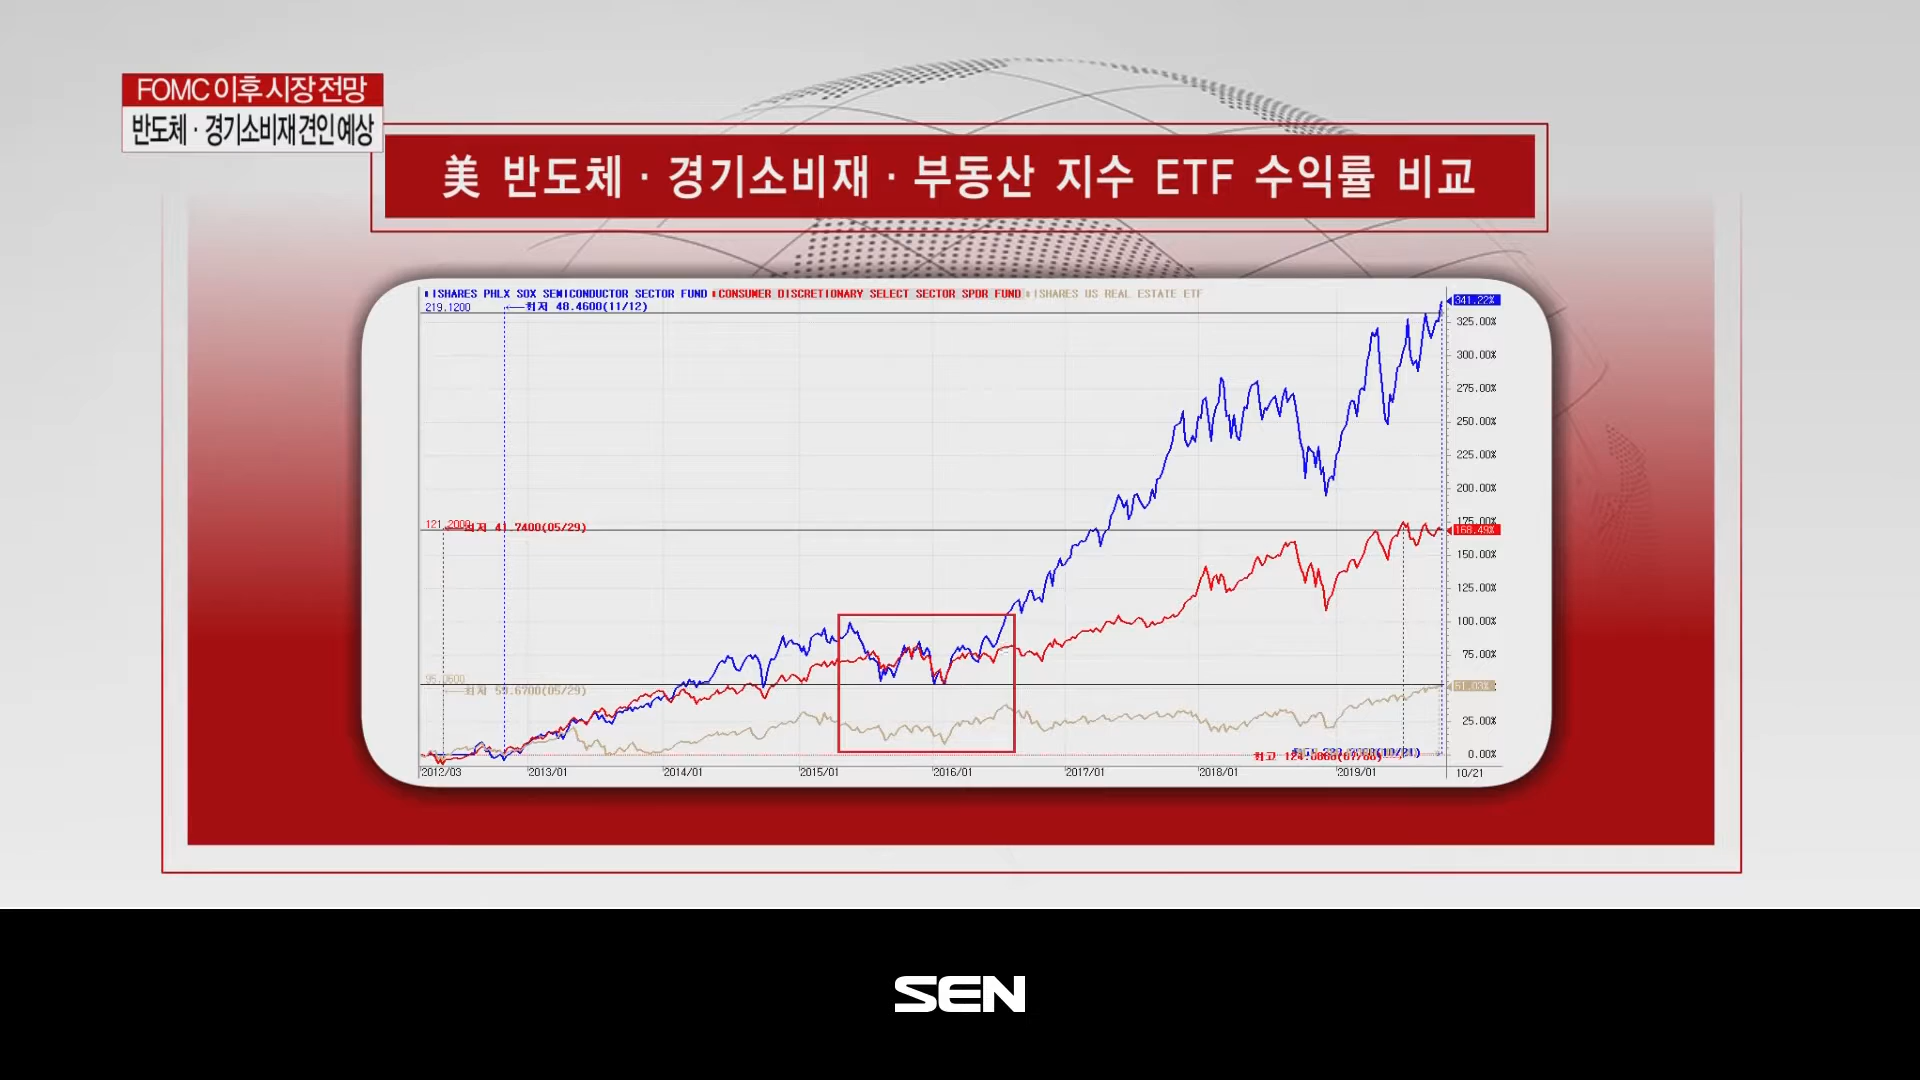 FOMC 이후 시장 전망
반도체 · 경기소비재 견인 예상
美 반도체 · 경기소비재 · 부동산 지수 ETF 수익률 비교
ISHARES PHLX SOX SEMICONDUCTOR SECTOR FUND CONSUMER DISCRETIONARY SELECT SECTOR SPDR FUND ISHARES US REAL ESTATE ETF
219.1200
최저 48.4600(11/12)
341.22%
325.00%
300.00%
275.00%
250.00%
225.00%
200.00%
175.00%
121.2000
최저 41.7400(05/29)
168.49%
150.00%
125.00%
100.00%
75.00%
95.0600
최저 59.6700(05/29)
51.03%
25.00%
0.00%
최고
2012/03 2013/01 2014/01 2015/01 2016/01 2017/01 2018/01 2019/01 10/21
SEN